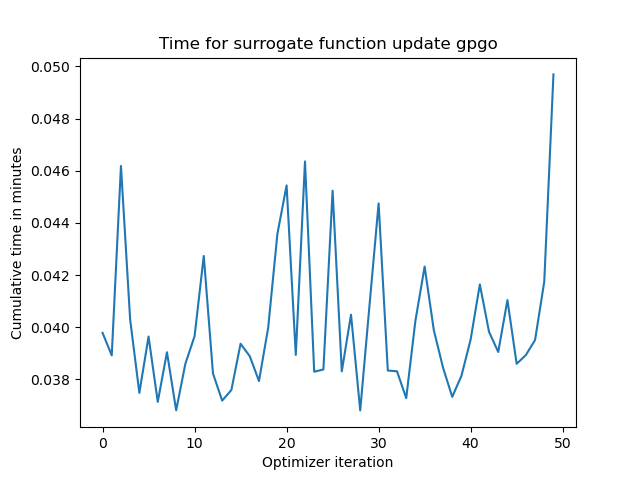 Time for surrogate function update gpgo
Cumulative time in minutes
0.050
0.048
0.046
0.044
0.042
0.040
0.038
0 10 20 30 40 50
Optimizer iteration